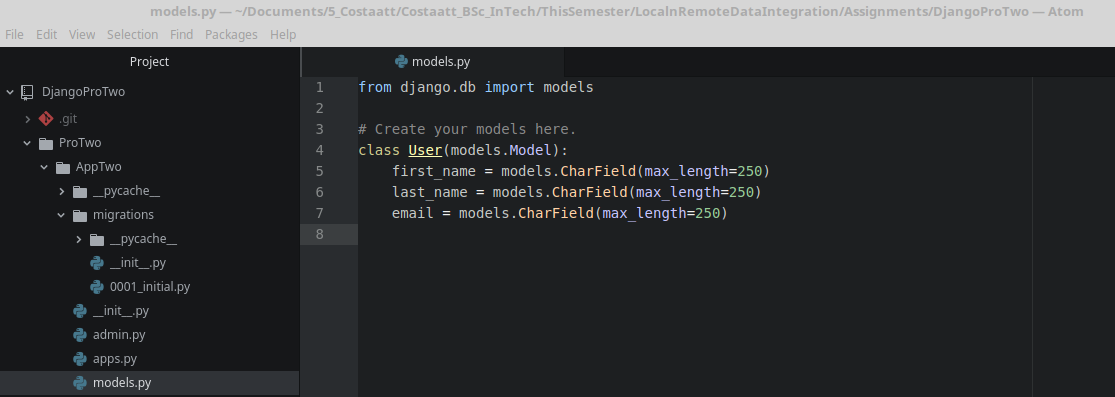 models.py — ~/Documents/5_Costaatt/Costaatt_BSc_InTech/ThisSemester/LocalnRemoteDataIntegration/Assignments/DjangoProTwo — Atom
File Edit View Selection Find Packages Help
Project
DjangoProTwo
.git
ProTwo
AppTwo
__pycache__
migrations
__pycache__
__init__.py
0001_initial.py
__init__.py
admin.py
apps.py
models.py
models.py
1 from django.db import models
2
3 # Create your models here.
4 class User(models.Model):
5     first_name = models.CharField(max_length=250)
6     last_name = models.CharField(max_length=250)
7     email = models.CharField(max_length=250)
8